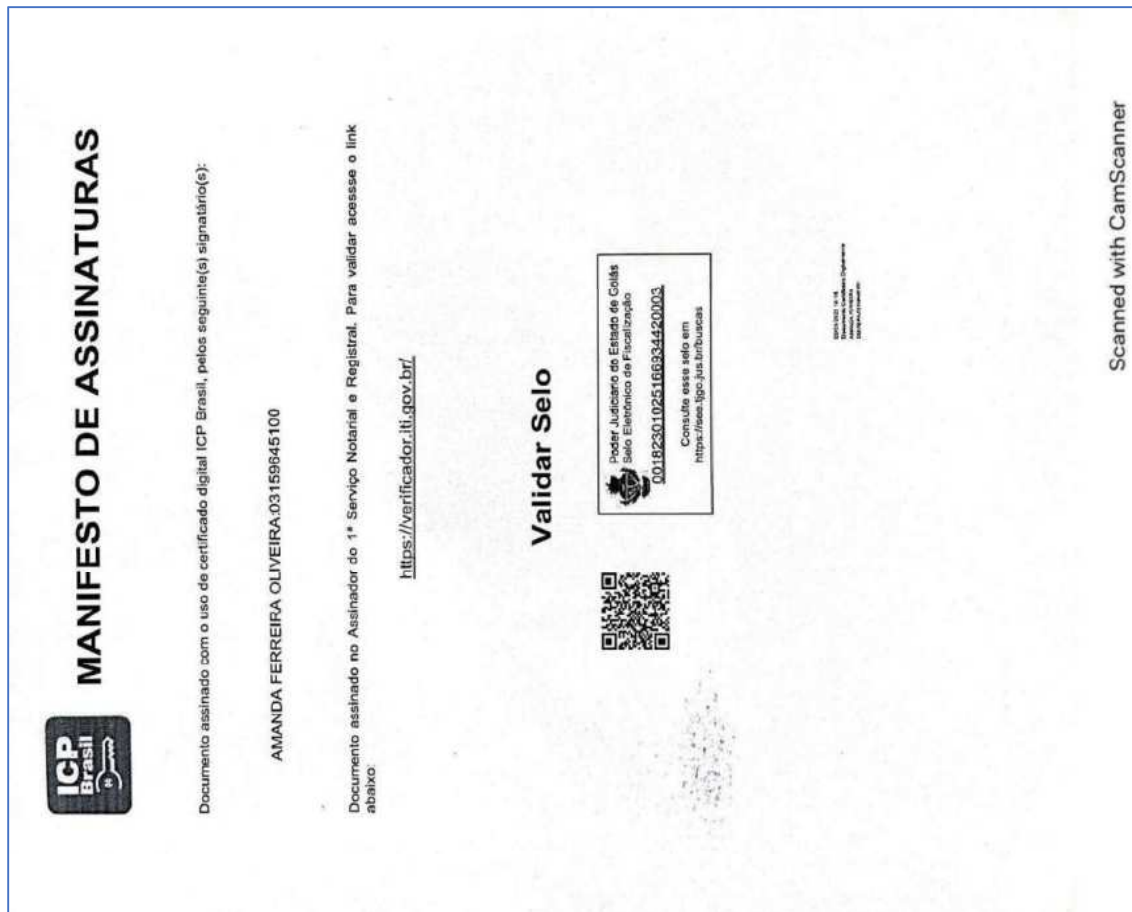 ICP
Brasil
MANIFESTO DE ASSINATURAS
Documento assinado com o uso de certificado digital ICP Brasil, pelos seguinte(s) signatário(s):
AMANDA FERREIRA OLIVEIRA:03159645100
Documento assinado no Assinador do 1º Serviço Notarial e Registral. Para validar acessse o link
abaixo:
https://verificador.iti.gov.br/
Validar Selo
Poder Judiciário do Estado de Goiás
Selo Eletrônico de Fiscalização
00182301025166934420003
Consulte esse selo em
https://see.tjgo.jus.br/buscas
Scanned with CamScanner